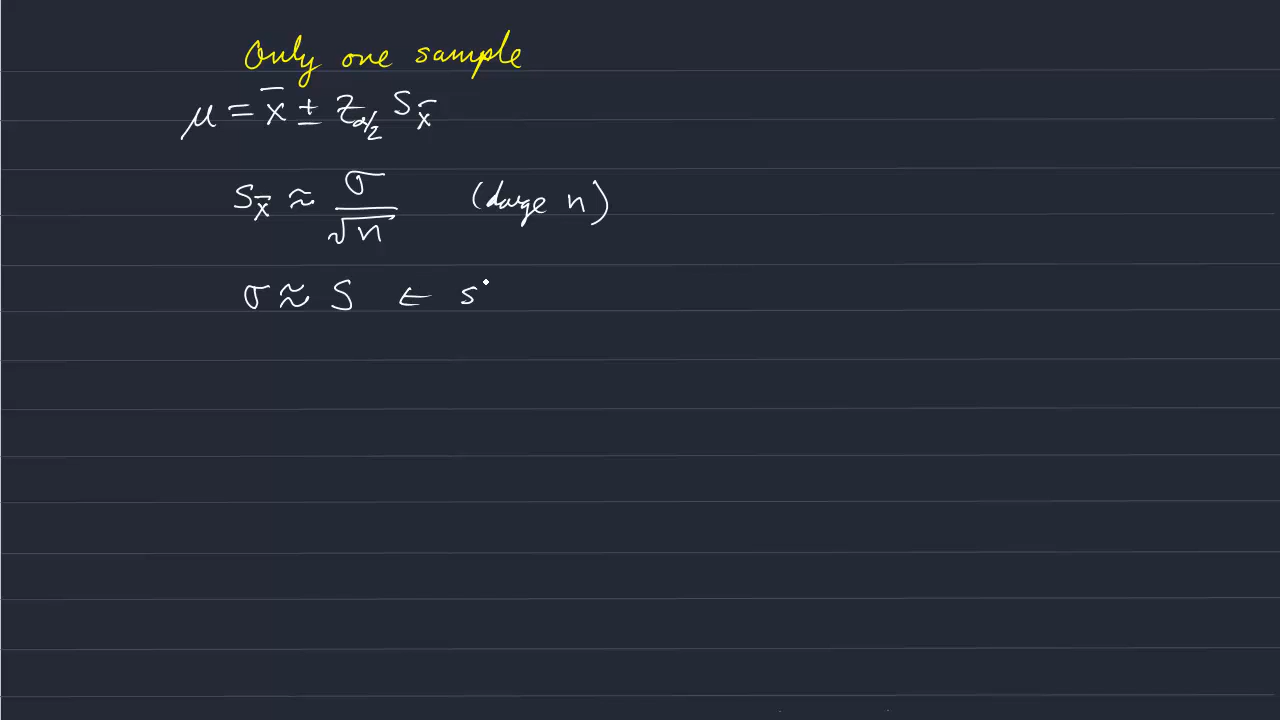 Only one sample
μ = x̄ ± z_{α/2} S_x̄
S_x̄ ≈ σ/√n (large n)
σ ≈ S ← s